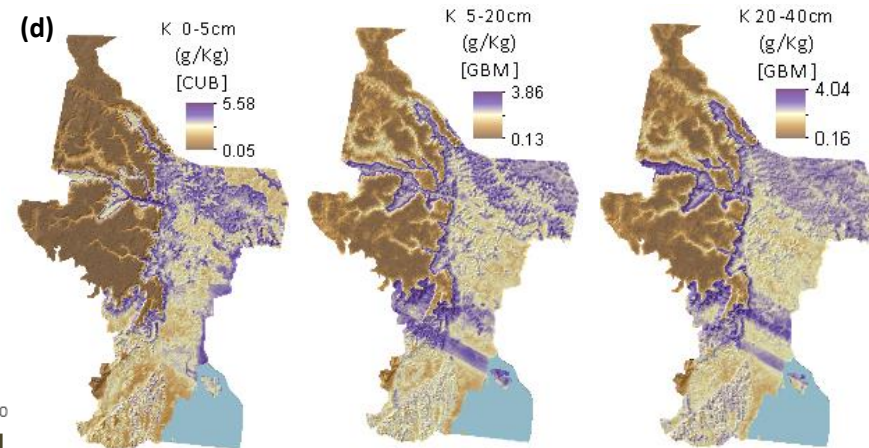 (d)
K 0-5cm
(g/Kg)
[CUB]
5.58
0.05
K 5-20cm
(g/Kg)
[GBM]
3.86
0.13
K 20-40cm
(g/Kg)
[GBM]
4.04
0.16